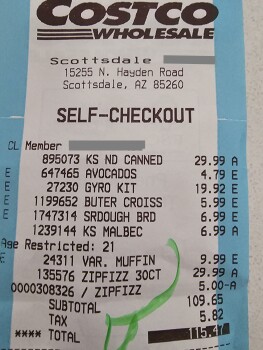 COSTCO
WHOLESALE
Scottsdale
15255 N. Hayden Road
Scottsdale, AZ 85260
SELF-CHECKOUT
CL Member
895073 KS ND CANNED 29.99 A
E 647465 AVOCADOS 4.79 E
E 27230 GYRO KIT 19.92 E
E 1199652 BUTER CROISS 5.99 E
E 1747314 SRDOUGH BRD 6.99 E
1239144 KS MALBEC 6.99 A
Age Restricted: 21
E 24311 VAR. MUFFIN 9.99 E
135576 ZIPFIZZ 30CT 29.99 A
0000308326 / ZIPFIZZ 5.00-A
SUBTOTAL 109.65
TAX 5.82
**** TOTAL 115.47